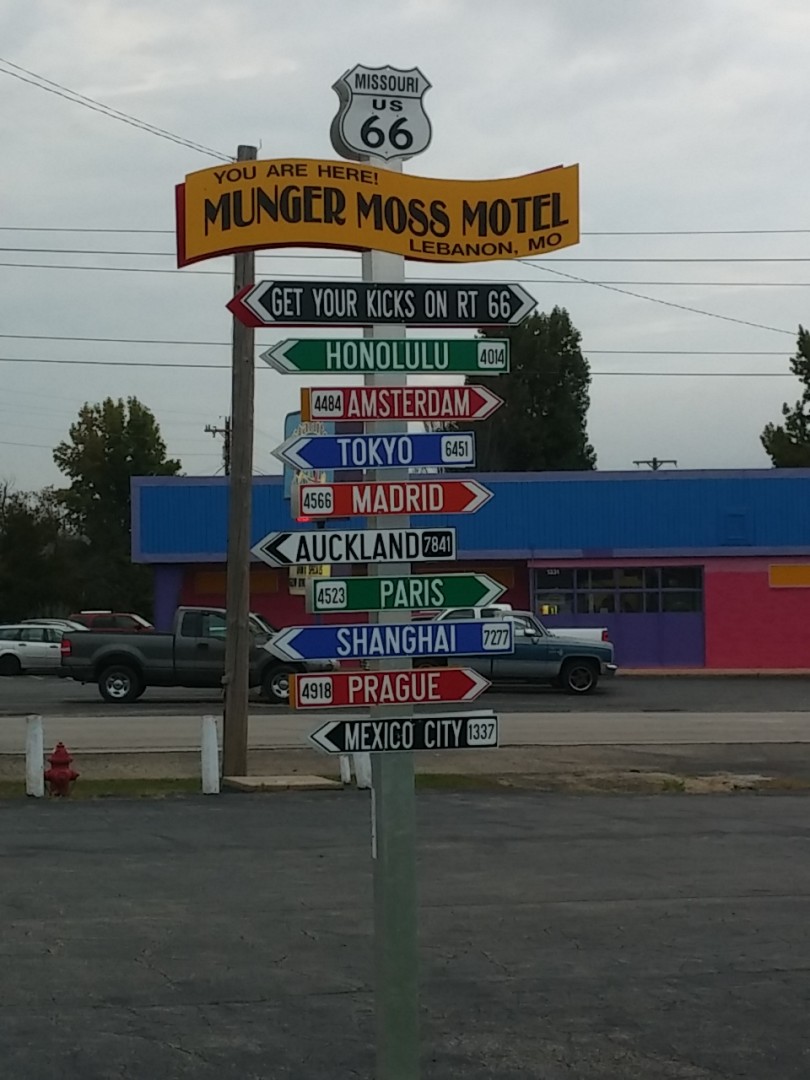 MISSOURI
US
66
YOU ARE HERE!
MUNGER MOSS MOTEL
LEBANON, MO
GET YOUR KICKS ON RT 66
HONOLULU 4014
4484 AMSTERDAM
TOKYO 6451
4566 MADRID
AUCKLAND 7841
4523 PARIS
SHANGHAI 7277
4918 PRAGUE
MEXICO CITY 1337